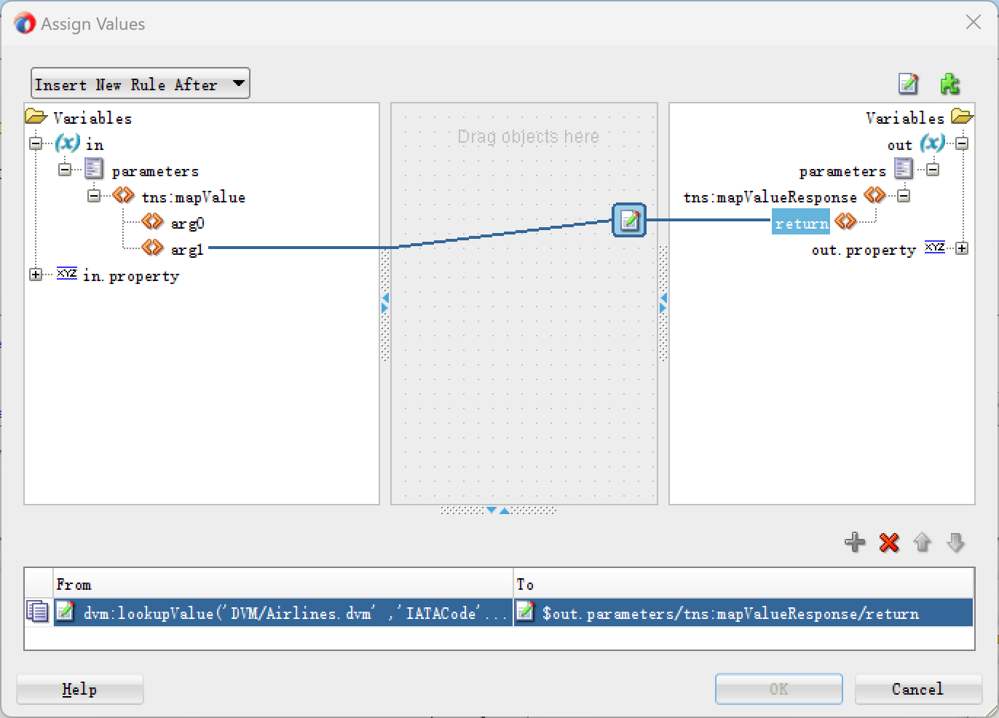 Assign Values
Insert New Rule After
Variables
in
parameters
tns:mapValue
arg0
arg1
XYZ in.property
Drag objects here
Variables
out
parameters
tns:mapValueResponse
return
out.property XYZ
From
To
dvm:lookupValue('DVM/Airlines.dvm' ,'IATACode'...
$out.parameters/tns:mapValueResponse/return
Help
OK
Cancel